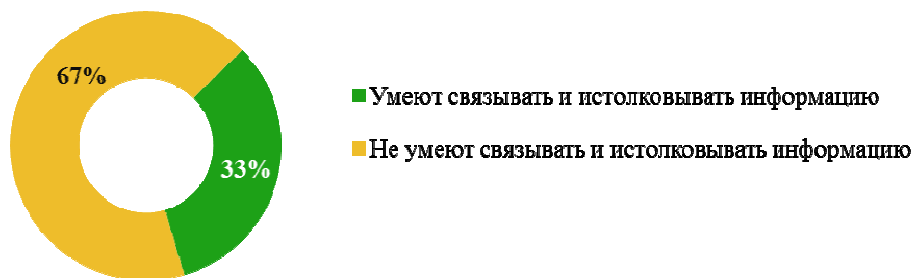 67%
Умеют связывать и истолковывать информацию
Не умеют связывать и истолковывать информацию
33%